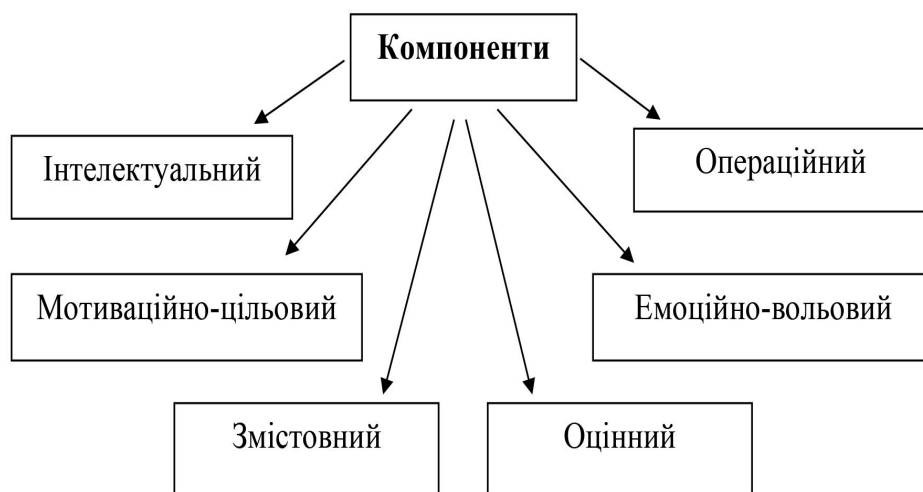 Компоненти
Інтелектуальний
Операційний
Мотиваційно-цільовий
Емоційно-вольовий
Змістовний
Оцінний